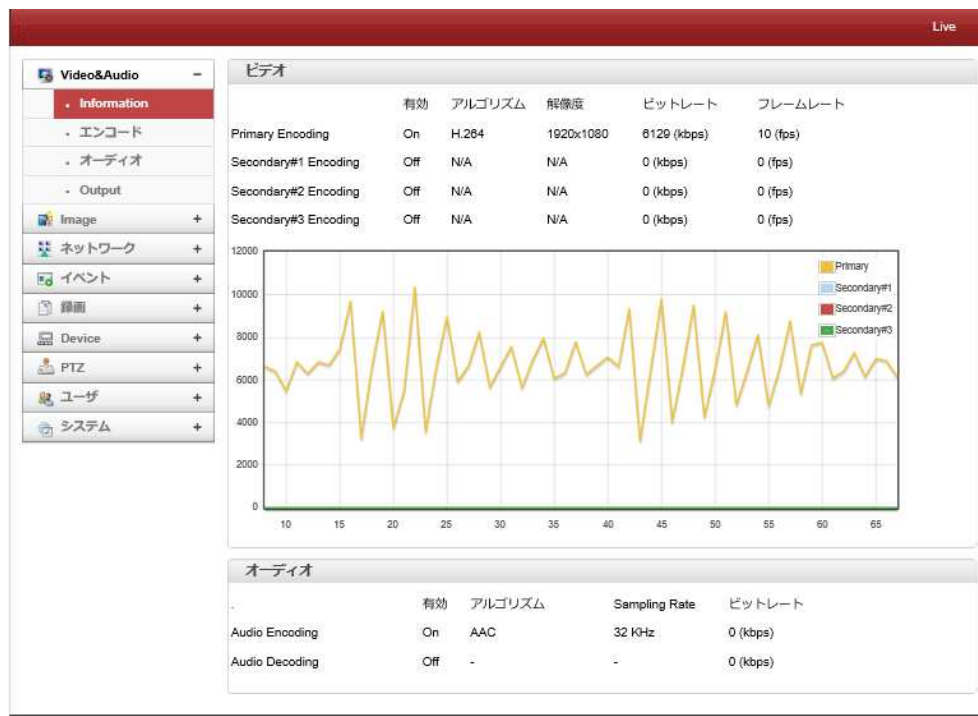 Live
Video&Audio -
Information
エンコード
オーディオ
Output
Image +
ネットワーク +
イベント +
録画 +
Device +
PTZ +
ユーザ +
システム +
ビデオ
有効 アルゴリズム 解像度 ビットレート フレームレート
Primary Encoding On H.264 1920x1080 6129 (kbps) 10 (fps)
Secondary#1 Encoding Off N/A N/A 0 (kbps) 0 (fps)
Secondary#2 Encoding Off N/A N/A 0 (kbps) 0 (fps)
Secondary#3 Encoding Off N/A N/A 0 (kbps) 0 (fps)
12000
10000
8000
6000
4000
2000
0
Primary
Secondary#1
Secondary#2
Secondary#3
10 15 20 25 30 35 40 45 50 55 60 65
オーディオ
. 有効 アルゴリズム Sampling Rate ビットレート
Audio Encoding On AAC 32 KHz 0 (kbps)
Audio Decoding Off - - 0 (kbps)